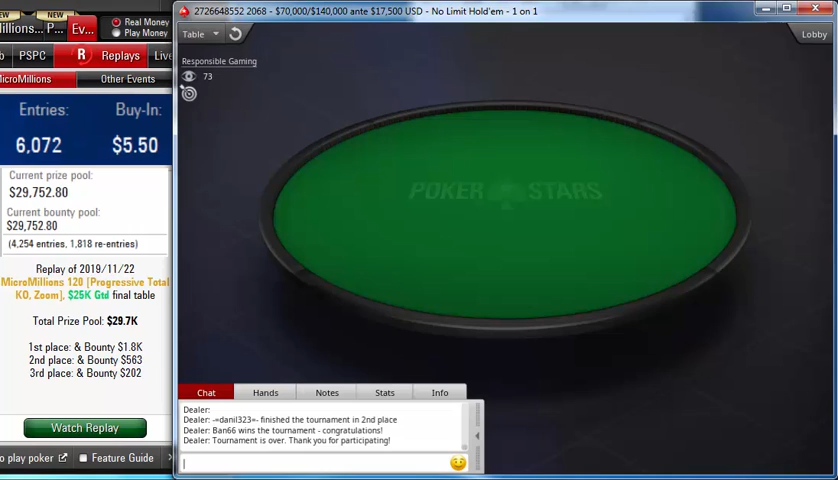 2726648552 2068 - $70,000/$140,000 ante $17,500 USD - No Limit Hold'em - 1 on 1
NEW
NEW
Millions...
P...
Ev...
Real Money
Play Money
Table
Lobby
b
PSPC
R
Replays
Live
Responsible Gaming
73
MicroMillions
Other Events
Entries:
Buy-In:
6,072
$5.50
Current prize pool:
$29,752.80
Current bounty pool:
$29,752.80
(4,254 entries, 1,818 re-entries)
Replay of 2019/11/22
MicroMillions 120 [Progressive Total
KO, Zoom], $25K Gtd final table
Total Prize Pool: $29.7K
1st place: & Bounty $1.8K
2nd place: & Bounty $563
3rd place: & Bounty $202
Watch Replay
o play poker
Feature Guide
POKER STARS
Chat
Hands
Notes
Stats
Info
Dealer:
Dealer: -=danil323=- finished the tournament in 2nd place
Dealer: Ban66 wins the tournament - congratulations!
Dealer: Tournament is over. Thank you for participating!